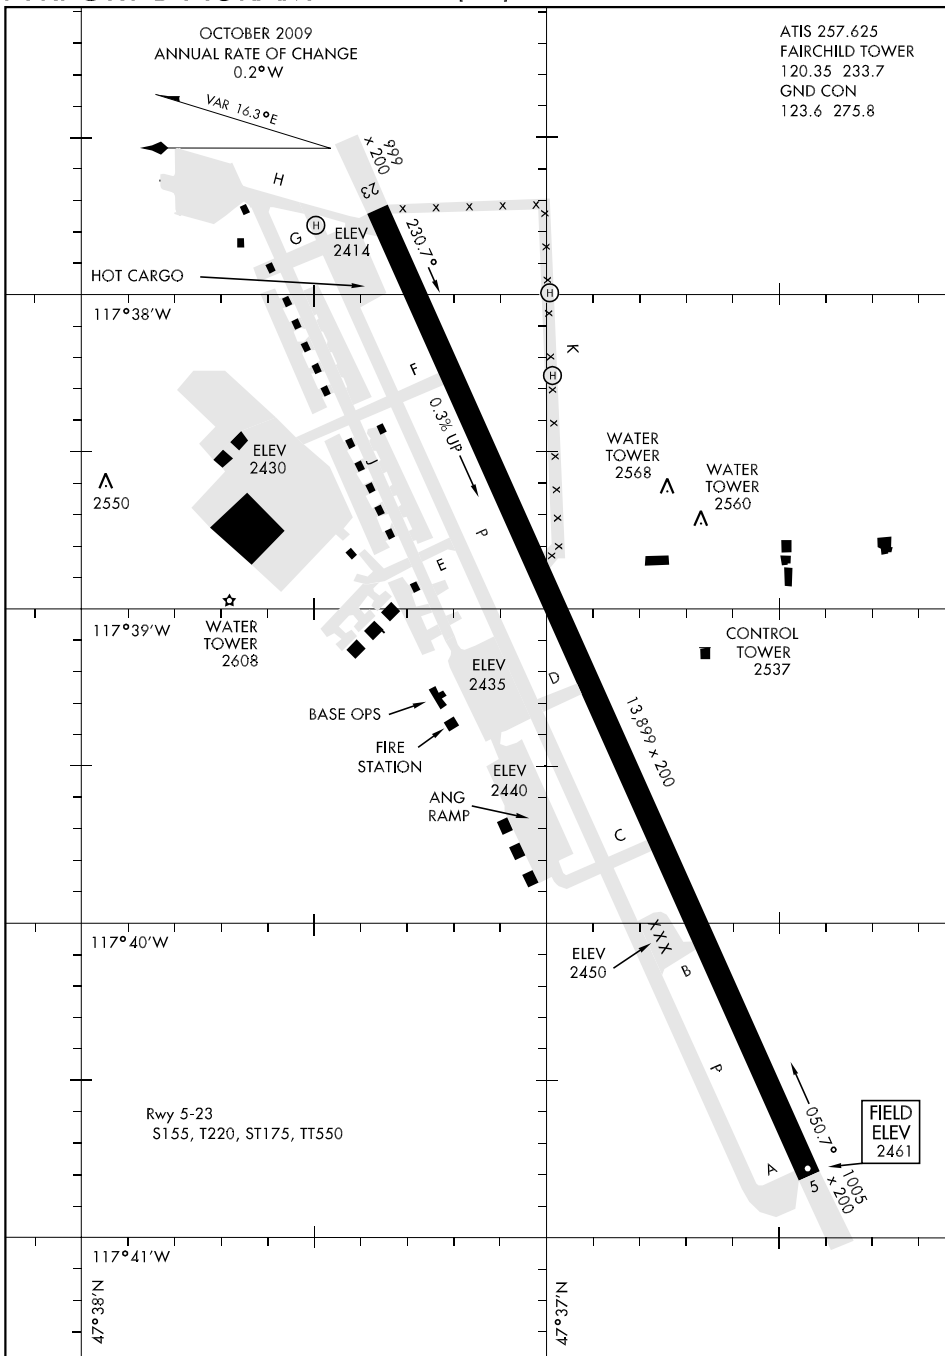 OCTOBER 2009
ANNUAL RATE OF CHANGE
0.2°W
VAR 16.3°E
ATIS 257.625
FAIRCHILD TOWER
120.35 233.7
GND CON
123.6 275.8
999
x 200
23
H
G
H
ELEV
2414
230.7°
HOT CARGO
x x x x
x
x
x
H
117°38'W
x
K
x
H
x
x
x
x
x
x
x
F
0.3% UP
ELEV
2430
J
2550
WATER
TOWER
2568
WATER
TOWER
2560
P
E
117°39'W
WATER
TOWER
2608
CONTROL
TOWER
2537
ELEV
2435
D
BASE OPS
FIRE
STATION
13,899 x 200
ELEV
2440
ANG
RAMP
C
117°40'W
X X X
ELEV
2450
B
P
Rwy 5-23
S155, T220, ST175, TT550
050.7°
FIELD
ELEV
2461
A
5
1005
x 200
117°41'W
47°38'N
47°37'N